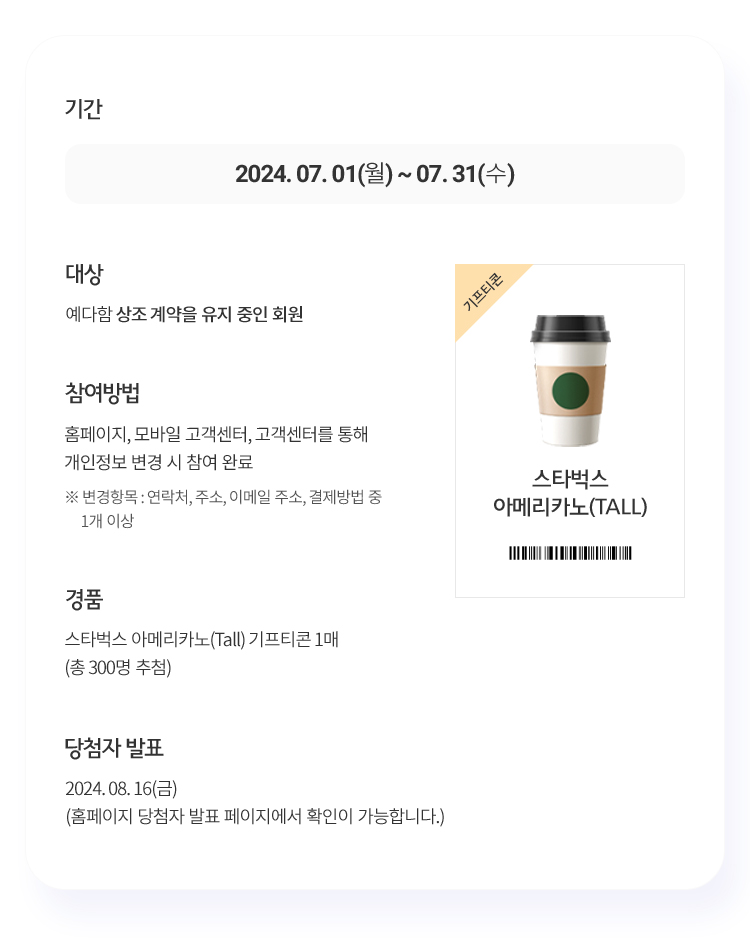 기간
2024. 07. 01(월) ~ 07. 31(수)
대상
예다함 상조 계약을 유지 중인 회원
참여방법
홈페이지, 모바일 고객센터, 고객센터를 통해
개인정보 변경 시 참여 완료
※ 변경항목 : 연락처, 주소, 이메일 주소, 결제방법 중
1개 이상
기프티콘
스타벅스
아메리카노(TALL)
경품
스타벅스 아메리카노(Tall) 기프티콘 1매
(총 300명 추첨)
당첨자 발표
2024. 08. 16(금)
(홈페이지 당첨자 발표 페이지에서 확인이 가능합니다.)